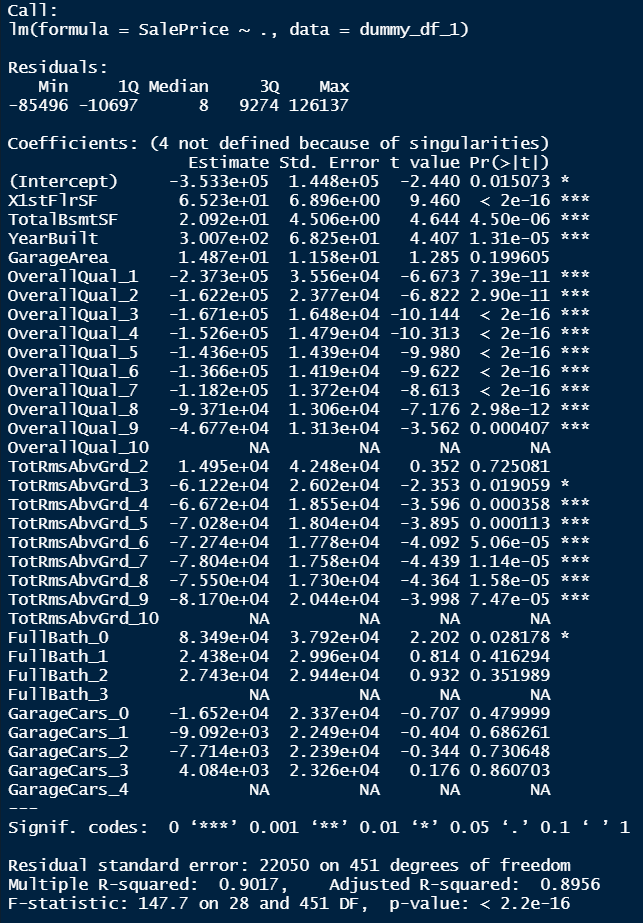 Call:
lm(formula = SalePrice ~ ., data = dummy_df_1)
Residuals:
Min 1Q Median 3Q Max
-85496 -10697 8 9274 126137
Coefficients: (4 not defined because of singularities)
Estimate Std. Error t value Pr(>|t|)
(Intercept) -3.533e+05 1.448e+05 -2.440 0.015073 *
X1stFlrSF 6.523e+01 6.896e+00 9.460 < 2e-16 ***
TotalBsmtSF 2.092e+01 4.506e+00 4.644 4.50e-06 ***
YearBuilt 3.007e+02 6.825e+01 4.407 1.31e-05 ***
GarageArea 1.487e+01 1.158e+01 1.285 0.199605
OverallQual_1 -2.373e+05 3.556e+04 -6.673 7.39e-11 ***
OverallQual_2 -1.622e+05 2.377e+04 -6.822 2.90e-11 ***
OverallQual_3 -1.671e+05 1.648e+04 -10.144 < 2e-16 ***
OverallQual_4 -1.526e+05 1.479e+04 -10.313 < 2e-16 ***
OverallQual_5 -1.436e+05 1.439e+04 -9.980 < 2e-16 ***
OverallQual_6 -1.366e+05 1.419e+04 -9.622 < 2e-16 ***
OverallQual_7 -1.182e+05 1.372e+04 -8.613 < 2e-16 ***
OverallQual_8 -9.371e+04 1.306e+04 -7.176 2.98e-12 ***
OverallQual_9 -4.677e+04 1.313e+04 -3.562 0.000407 ***
OverallQual_10 NA NA NA NA
TotRmsAbvGrd_2 1.495e+04 4.248e+04 0.352 0.725081
TotRmsAbvGrd_3 -6.122e+04 2.602e+04 -2.353 0.019059 *
TotRmsAbvGrd_4 -6.672e+04 1.855e+04 -3.596 0.000358 ***
TotRmsAbvGrd_5 -7.028e+04 1.804e+04 -3.895 0.000113 ***
TotRmsAbvGrd_6 -7.274e+04 1.778e+04 -4.092 5.06e-05 ***
TotRmsAbvGrd_7 -7.804e+04 1.758e+04 -4.439 1.14e-05 ***
TotRmsAbvGrd_8 -7.550e+04 1.730e+04 -4.364 1.58e-05 ***
TotRmsAbvGrd_9 -8.170e+04 2.044e+04 -3.998 7.47e-05 ***
TotRmsAbvGrd_10 NA NA NA NA
FullBath_0 8.349e+04 3.792e+04 2.202 0.028178 *
FullBath_1 2.438e+04 2.996e+04 0.814 0.416294
FullBath_2 2.743e+04 2.944e+04 0.932 0.351989
FullBath_3 NA NA NA NA
GarageCars_0 -1.652e+04 2.337e+04 -0.707 0.479999
GarageCars_1 -9.092e+03 2.249e+04 -0.404 0.686261
GarageCars_2 -7.714e+03 2.239e+04 -0.344 0.730648
GarageCars_3 4.084e+03 2.326e+04 0.176 0.860703
GarageCars_4 NA NA NA NA
---
Signif. codes: 0 ‘***’ 0.001 ‘**’ 0.01 ‘*’ 0.05 ‘.’ 0.1 ‘ ’ 1
Residual standard error: 22050 on 451 degrees of freedom
Multiple R-squared: 0.9017, Adjusted R-squared: 0.8956
F-statistic: 147.7 on 28 and 451 DF, p-value: < 2.2e-16